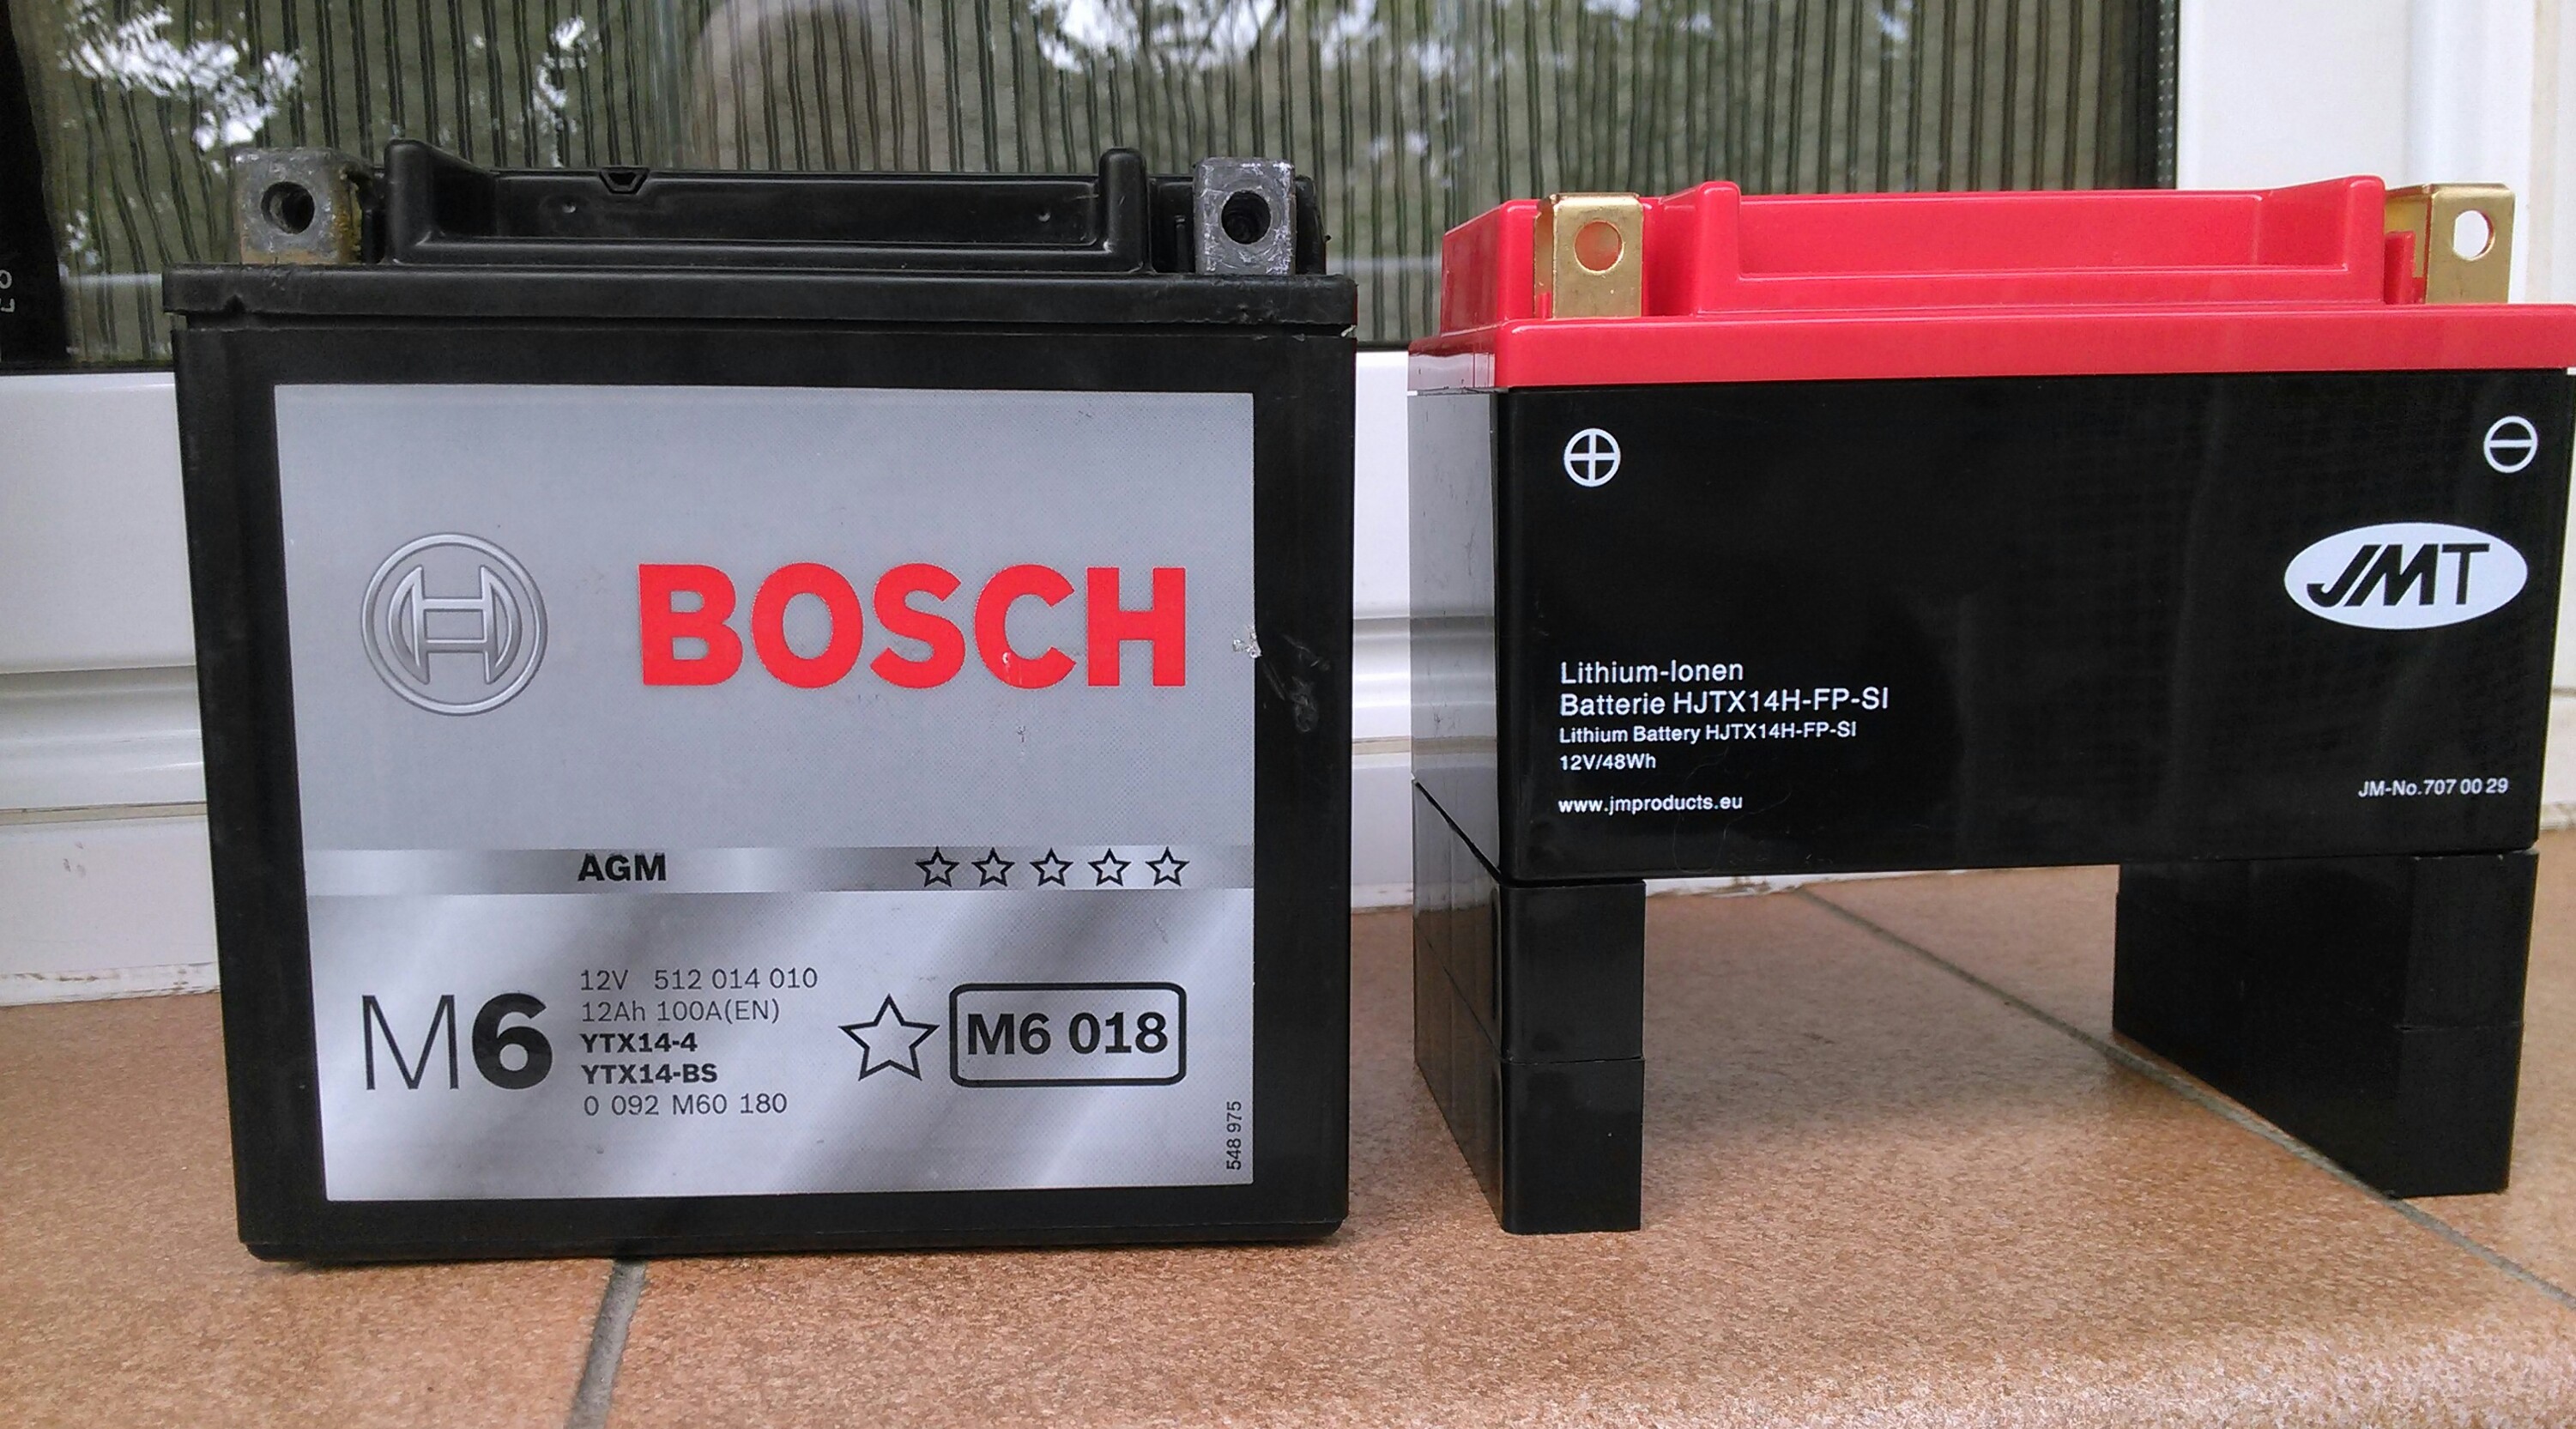 BOSCH
AGM
M6
12V 512 014 010
12Ah 100A(EN)
YTX14-4
YTX14-BS
0 092 M60 180
M6 018
548 975
JMT
Lithium-Ionen
Batterie HJTX14H-FP-SI
Lithium Battery HJTX14H-FP-SI
12V/48Wh
www.jmproducts.eu
JM-No.707 00 29